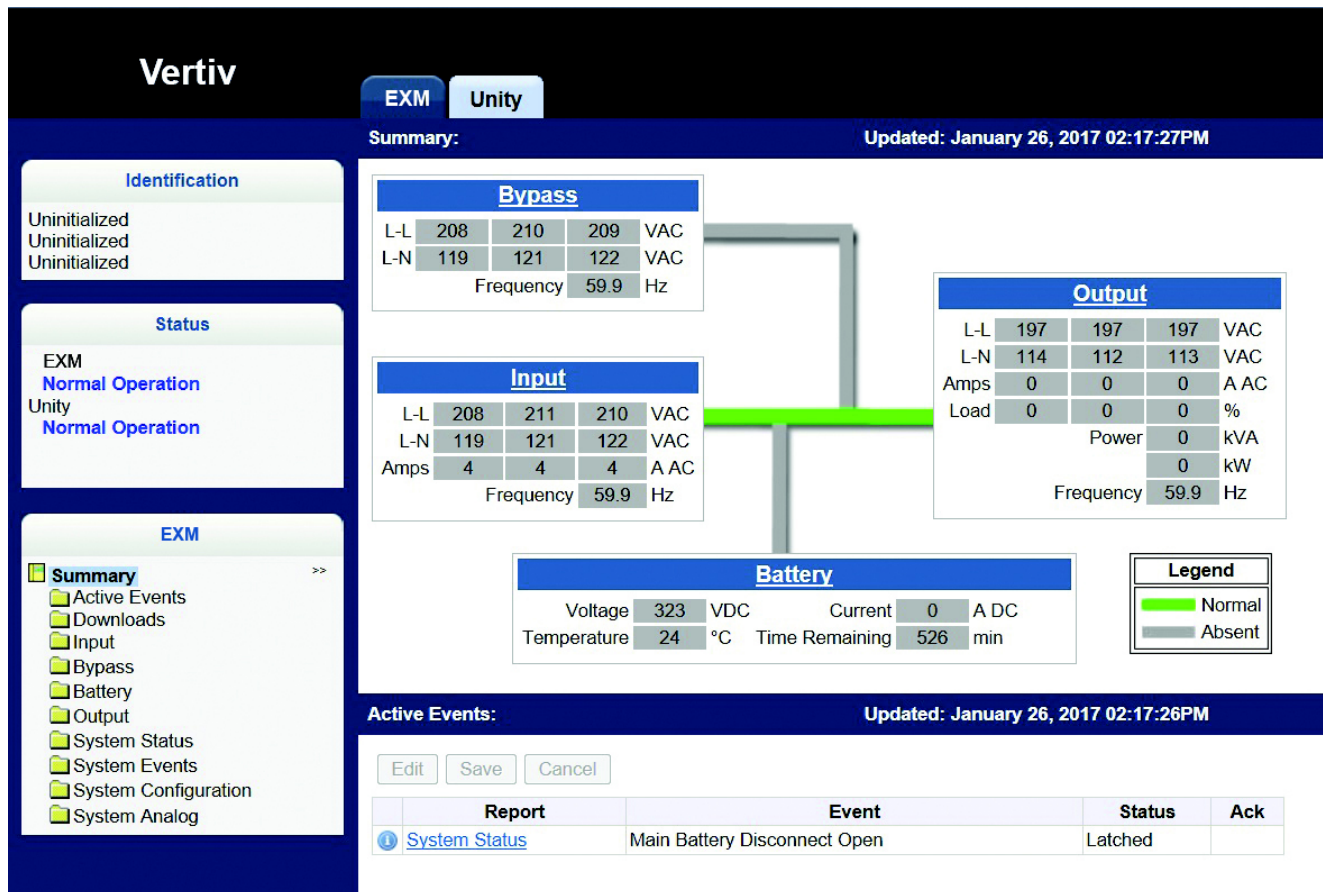 Vertiv
EXM Unity
Summary: Updated: January 26, 2017 02:17:27PM
Identification
Uninitialized
Uninitialized
Uninitialized
Status
EXM
Normal Operation
Unity
Normal Operation
EXM
Summary >>
Active Events
Downloads
Input
Bypass
Battery
Output
System Status
System Events
System Configuration
System Analog
Bypass
L-L 208 210 209 VAC
L-N 119 121 122 VAC
Frequency 59.9 Hz
Input
L-L 208 211 210 VAC
L-N 119 121 122 VAC
Amps 4 4 4 A AC
Frequency 59.9 Hz
Output
L-L 197 197 197 VAC
L-N 114 112 113 VAC
Amps 0 0 0 A AC
Load 0 0 0 %
Power 0 kVA
0 kW
Frequency 59.9 Hz
Battery
Voltage 323 VDC Current 0 A DC
Temperature 24 °C Time Remaining 526 min
Legend
Normal
Absent
Active Events: Updated: January 26, 2017 02:17:26PM
Edit Save Cancel
Report Event Status Ack
System Status Main Battery Disconnect Open Latched